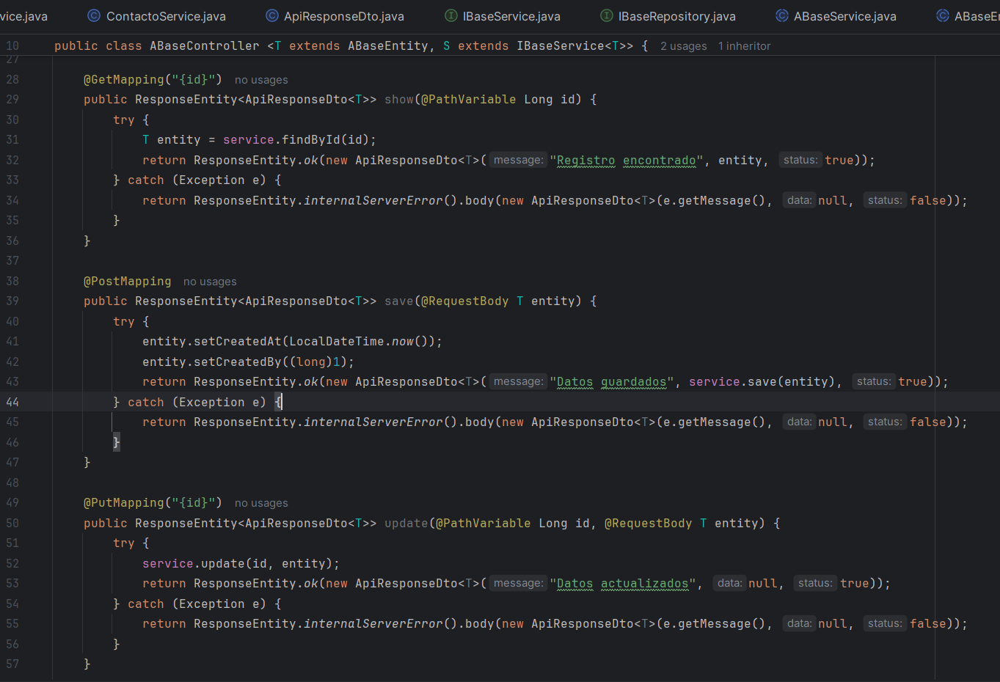 vice.java ContactoService.java ApiResponseDto.java IBaseService.java IBaseRepository.java ABaseService.java ABaseEn
10 public class ABaseController <T extends ABaseEntity, S extends IBaseService<T>> { 2 usages 1 inheritor
27
28 @GetMapping("{id}") no usages
29 public ResponseEntity<ApiResponseDto<T>> show(@PathVariable Long id) {
30 try {
31 T entity = service.findById(id);
32 return ResponseEntity.ok(new ApiResponseDto<T>( message: "Registro encontrado", entity, status: true));
33 } catch (Exception e) {
34 return ResponseEntity.internalServerError().body(new ApiResponseDto<T>(e.getMessage(), data: null, status: false));
35 }
36 }
37
38 @PostMapping no usages
39 public ResponseEntity<ApiResponseDto<T>> save(@RequestBody T entity) {
40 try {
41 entity.setCreatedAt(LocalDateTime.now());
42 entity.setCreatedBy((long)1);
43 return ResponseEntity.ok(new ApiResponseDto<T>( message: "Datos guardados", service.save(entity), status: true));
44 } catch (Exception e) {
45 return ResponseEntity.internalServerError().body(new ApiResponseDto<T>(e.getMessage(), data: null, status: false));
46 }
47 }
48
49 @PutMapping("{id}") no usages
50 public ResponseEntity<ApiResponseDto<T>> update(@PathVariable Long id, @RequestBody T entity) {
51 try {
52 service.update(id, entity);
53 return ResponseEntity.ok(new ApiResponseDto<T>( message: "Datos actualizados", data: null, status: true));
54 } catch (Exception e) {
55 return ResponseEntity.internalServerError().body(new ApiResponseDto<T>(e.getMessage(), data: null, status: false));
56 }
57 }